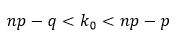 np − q < k₀ < np − p